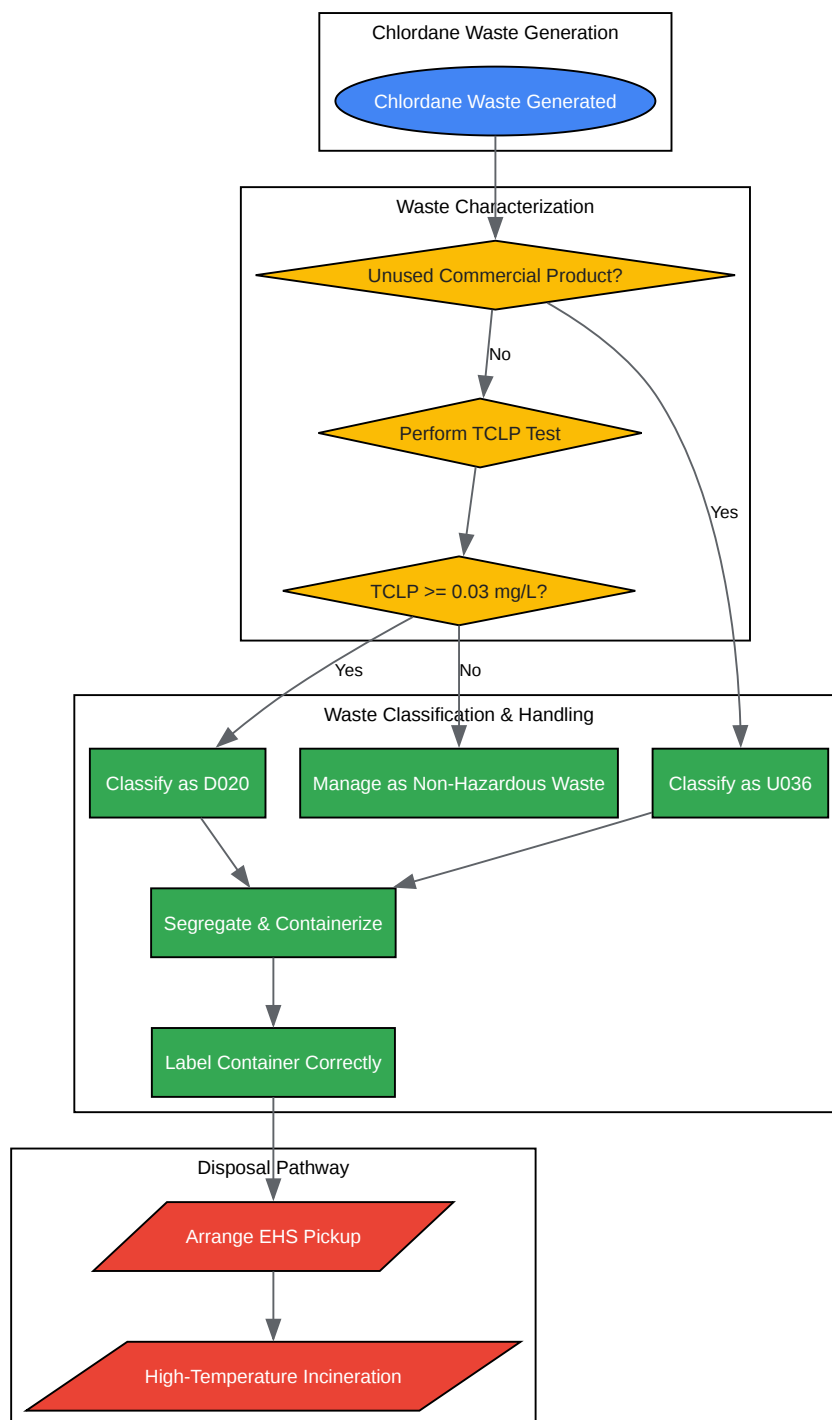 Chlordane Waste Generation
Chlordane Waste Generated
Waste Characterization
Unused Commercial Product?
No
Perform TCLP Test
Yes
TCLP >= 0.03 mg/L?
Yes
No
Waste Classification & Handling
Classify as D020
Manage as Non-Hazardous Waste
Classify as U036
Segregate & Containerize
Label Container Correctly
Disposal Pathway
Arrange EHS Pickup
High-Temperature Incineration